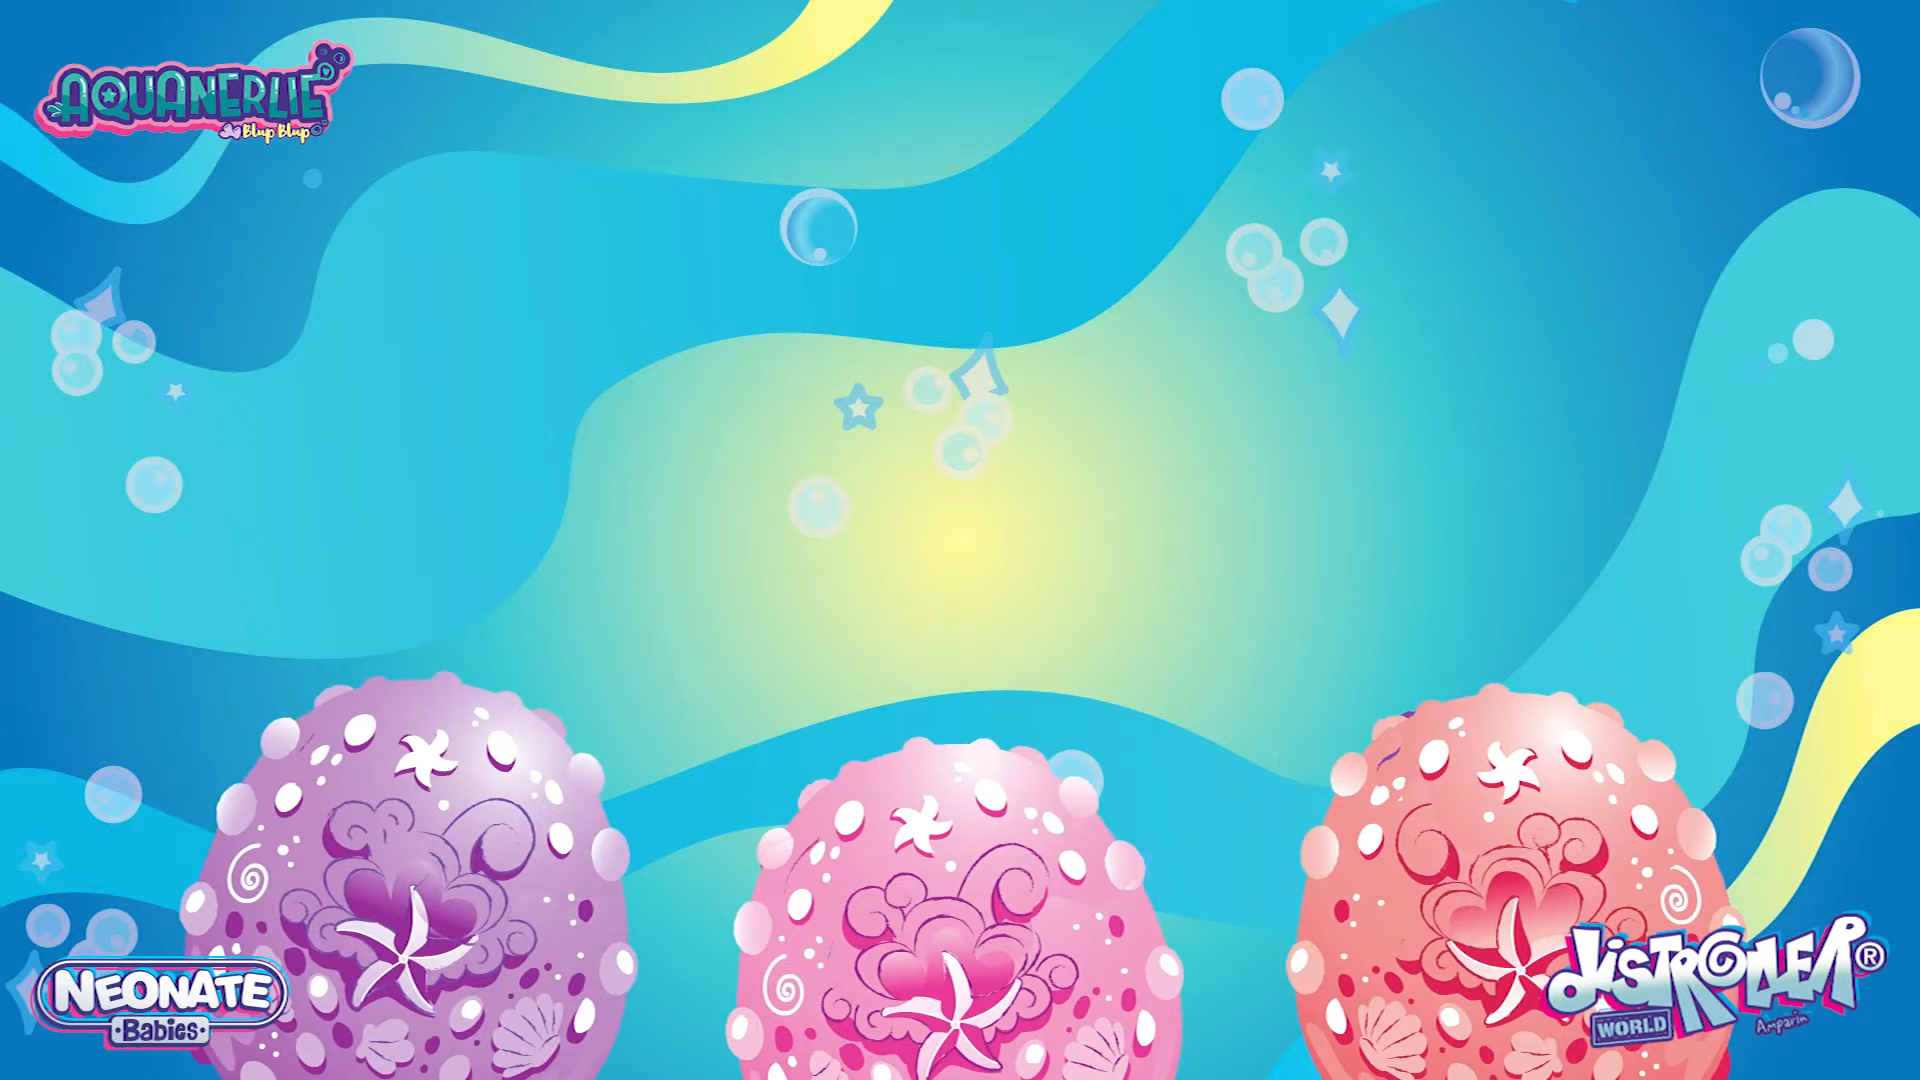 AQUANERLIE
Blup Blup
NEONATE
·Babies·
distroller®
WORLD
Amparin